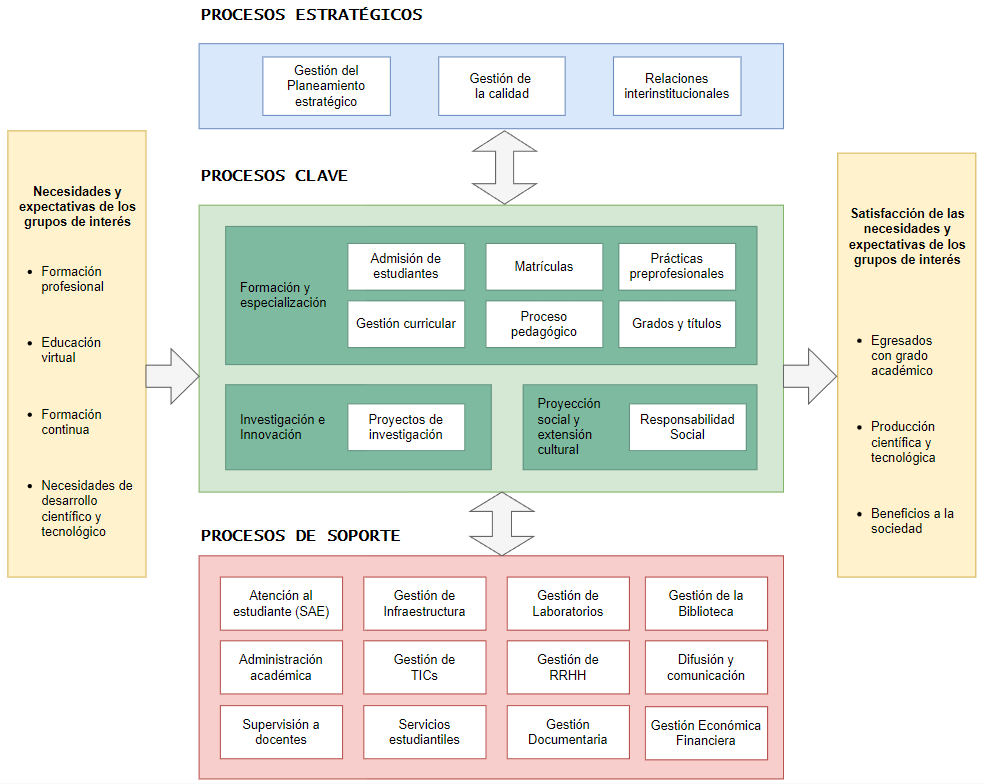 PROCESOS ESTRATÉGICOS
Gestión del
Planeamiento
estratégico
Gestión de
la calidad
Relaciones
interinstitucionales
Necesidades y
expectativas de los
grupos de interés
Formación
profesional
Educación
virtual
Formación
continua
Necesidades de
desarrollo
científico y
tecnológico
PROCESOS CLAVE
Formación y
especialización
Admisión de
estudiantes
Matrículas
Prácticas
preprofesionales
Gestión curricular
Proceso
pedagógico
Grados y títulos
Investigación e
Innovación
Proyectos de
investigación
Proyección
social y
extensión
cultural
Responsabilidad
Social
Satisfacción de las
necesidades y
expectativas de los
grupos de interés
Egresados
con grado
académico
Producción
científica y
tecnológica
Beneficios a la
sociedad
PROCESOS DE SOPORTE
Atención al
estudiante (SAE)
Gestión de
Infraestructura
Gestión de
Laboratorios
Gestión de la
Biblioteca
Administración
académica
Gestión de
TICs
Gestión de
RRHH
Difusión y
comunicación
Supervisión a
docentes
Servicios
estudiantiles
Gestión
Documentaria
Gestión Económica
Financiera